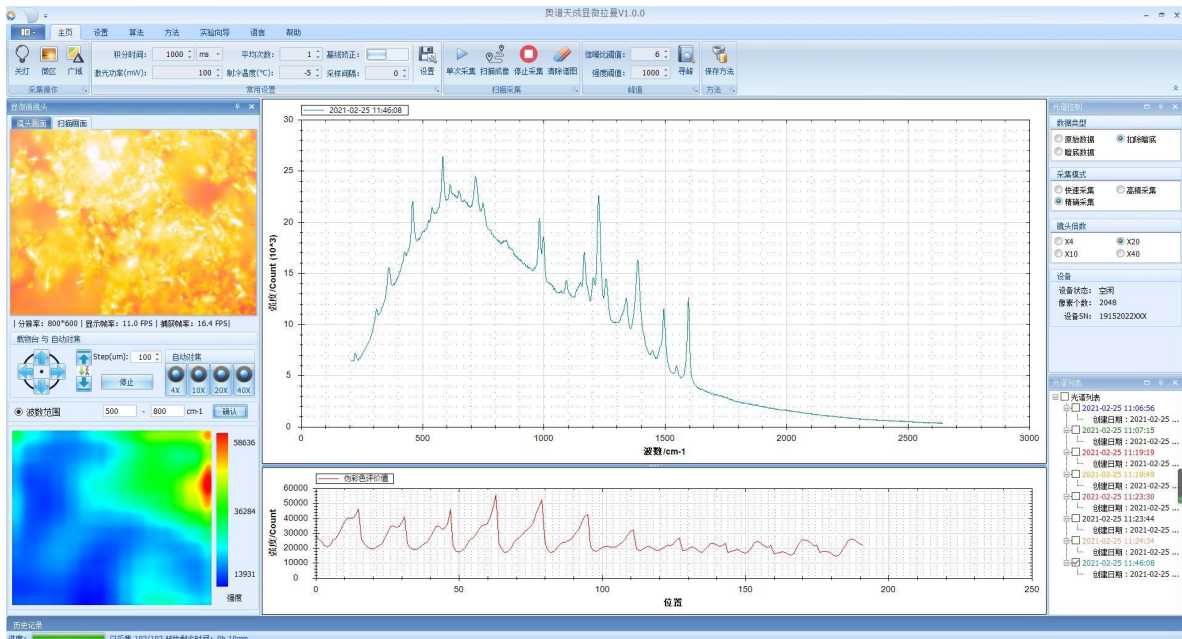 奥谱天成显微拉曼V1.0.0
主页 设置 算法 方法 实验向导 语言 帮助
积分时间: 1000 ms 平均次数: 1 基线矫正:
激光功率(mW): 100 制冷温度(℃): -5 采样间隔: 0
信噪比阈值: 6
强度阈值: 1000
关灯 微区 广域 设置 单次采集 扫描成像 停止采集 清除谱图 寻峰 保存方法
采集操作 常用设置 扫描采集 峰值 方法
显微镜镜头
镜头画面 扫描画面
|分辨率: 800*600 |显示帧率: 11.0 FPS| 捕获帧率: 16.4 FPS|
载物台 与 自动对焦
Step(um): 100
停止
自动对焦
4X 10X 20X 40X
波数范围 500 - 800 cm-1 确认
58636
36284
13931
强度
2021-02-25 11:46:08
强度/Count (10^3)
30
25
20
15
10
5
0
0 500 1000 1500 2000 2500 3000
波数/cm-1
伪彩色评价值
强度/Count
60000
50000
40000
30000
20000
10000
0
0 50 100 150 200 250
位置
光谱控制
数据类型
原始数据 扣除暗底
暗底数据
采集模式
快速采集 高精采集
精确采集
镜头倍数
X4 X20
X10 X40
设备
设备状态: 空闲
像素个数: 2048
设备SN: 19152022XXX
光谱列表
光谱列表
2021-02-25 11:06:56
创建日期 : 2021-02-25 ...
2021-02-25 11:07:15
创建日期 : 2021-02-25 ...
2021-02-25 11:19:19
创建日期 : 2021-02-25 ...
2021-02-25 11:19:49
创建日期 : 2021-02-25 ...
2021-02-25 11:23:30
创建日期 : 2021-02-25 ...
2021-02-25 11:23:44
创建日期 : 2021-02-25 ...
2021-02-25 11:24:34
创建日期 : 2021-02-25 ...
2021-02-25 11:46:08
创建日期 : 2021-02-25 ...
历史记录
进度: 已采集 192/192 预估剩余时间: 0h 10min